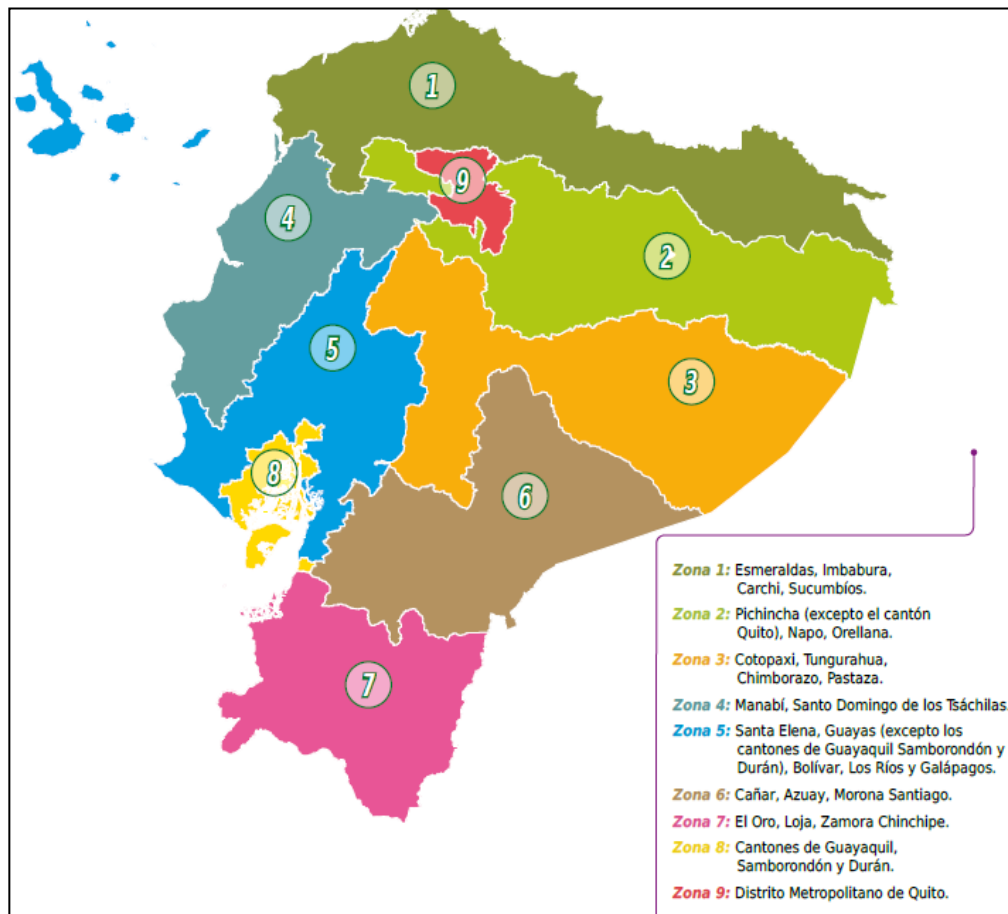 1
9
4
2
5
3
8
6
7
Zona 1: Esmeraldas, Imbabura,
Carchi, Sucumbíos.
Zona 2: Pichincha (excepto el cantón
Quito), Napo, Orellana.
Zona 3: Cotopaxi, Tungurahua,
Chimborazo, Pastaza.
Zona 4: Manabí, Santo Domingo de los Tsáchilas.
Zona 5: Santa Elena, Guayas (excepto los
cantones de Guayaquil Samborondón y
Durán), Bolívar, Los Ríos y Galápagos.
Zona 6: Cañar, Azuay, Morona Santiago.
Zona 7: El Oro, Loja, Zamora Chinchipe.
Zona 8: Cantones de Guayaquil,
Samborondón y Durán.
Zona 9: Distrito Metropolitano de Quito.